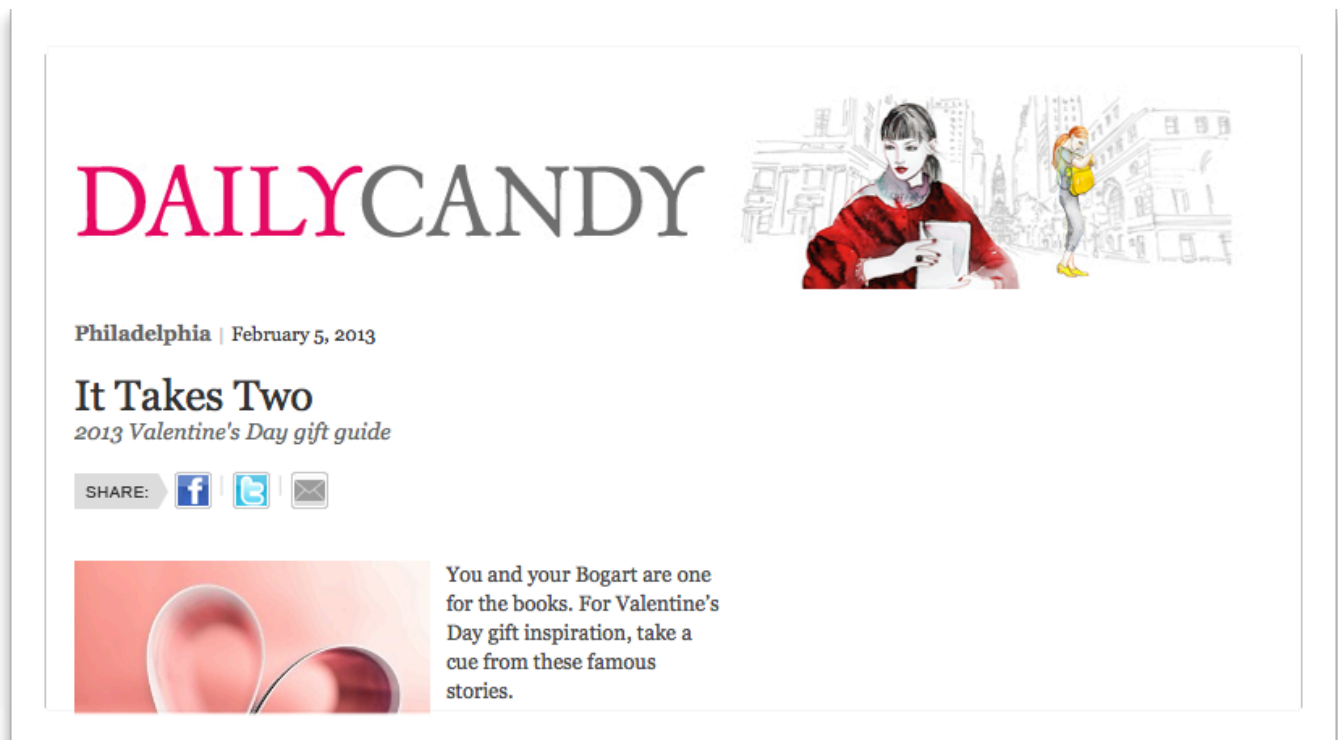 DAILYCANDY
Philadelphia | February 5, 2013
It Takes Two
2013 Valentine's Day gift guide
SHARE:
You and your Bogart are one
for the books. For Valentine's
Day gift inspiration, take a
cue from these famous
stories.